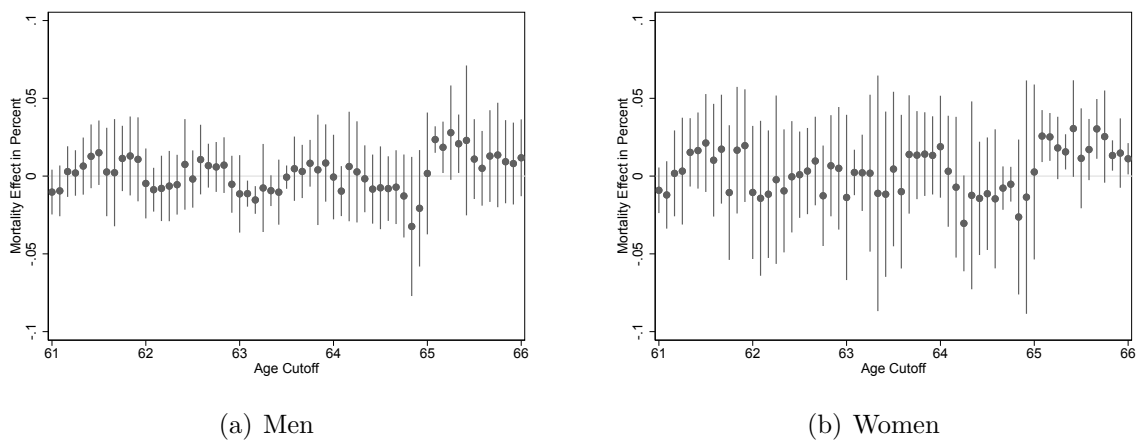 .1
.05
0
-.05
-.1
Mortality Effect in Percent
61 62 63 64 65 66
Age Cutoff
(a) Men
.1
.05
0
-.05
-.1
Mortality Effect in Percent
61 62 63 64 65 66
Age Cutoff
(b) Women